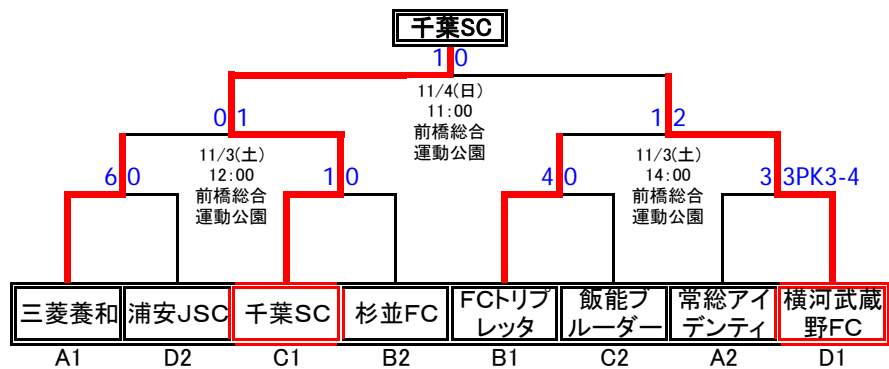 千葉SC
1 0
11/4(日)
11:00
前橋総合
運動公園
0 1
1 2
11/3(土)
12:00
前橋総合
運動公園
11/3(土)
14:00
前橋総合
運動公園
6 0
1 0
4 0
3 3PK3-4
三菱養和
浦安JSC
千葉SC
杉並FC
FCトリプ
レッタ
飯能ブ
ルーダー
常総アイ
デンティ
横河武蔵
野FC
A1 D2 C1 B2 B1 C2 A2 D1